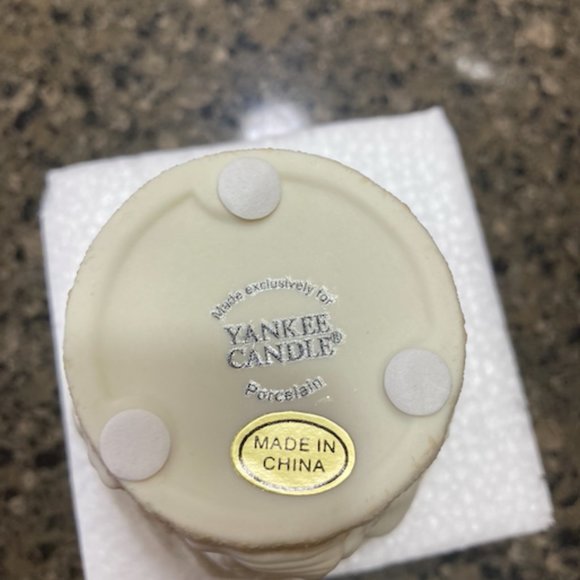 Made exclusively for
YANKEE
CANDLE®
Porcelain
MADE IN
CHINA